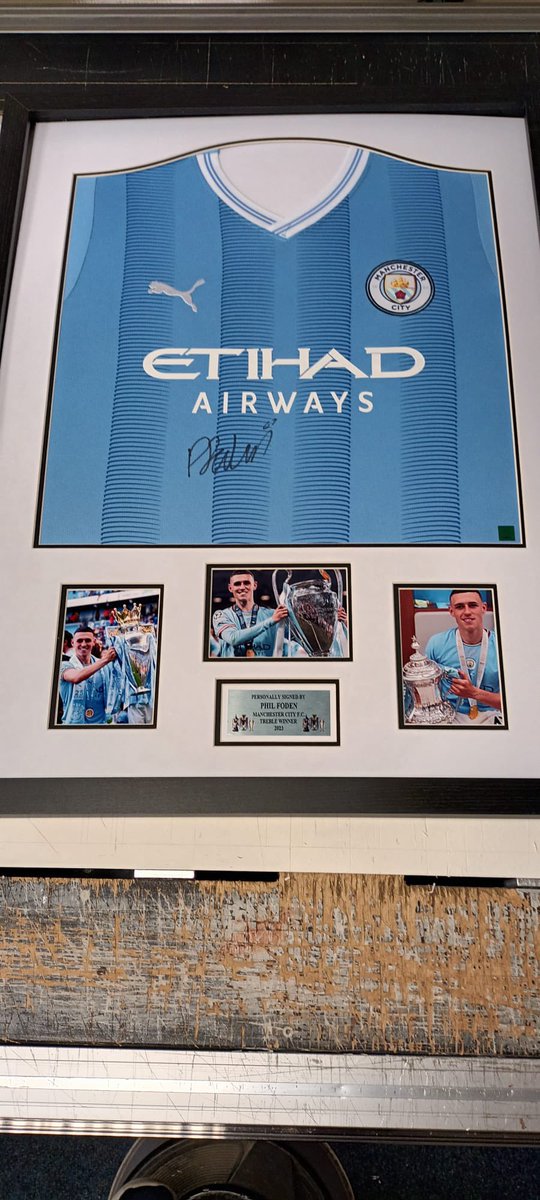 MANCHESTER
CITY
ETIHAD
AIRWAYS
PERSONALLY SIGNED BY
PHIL FODEN
MANCHESTER CITY F.C.
TREBLE WINNER
2023